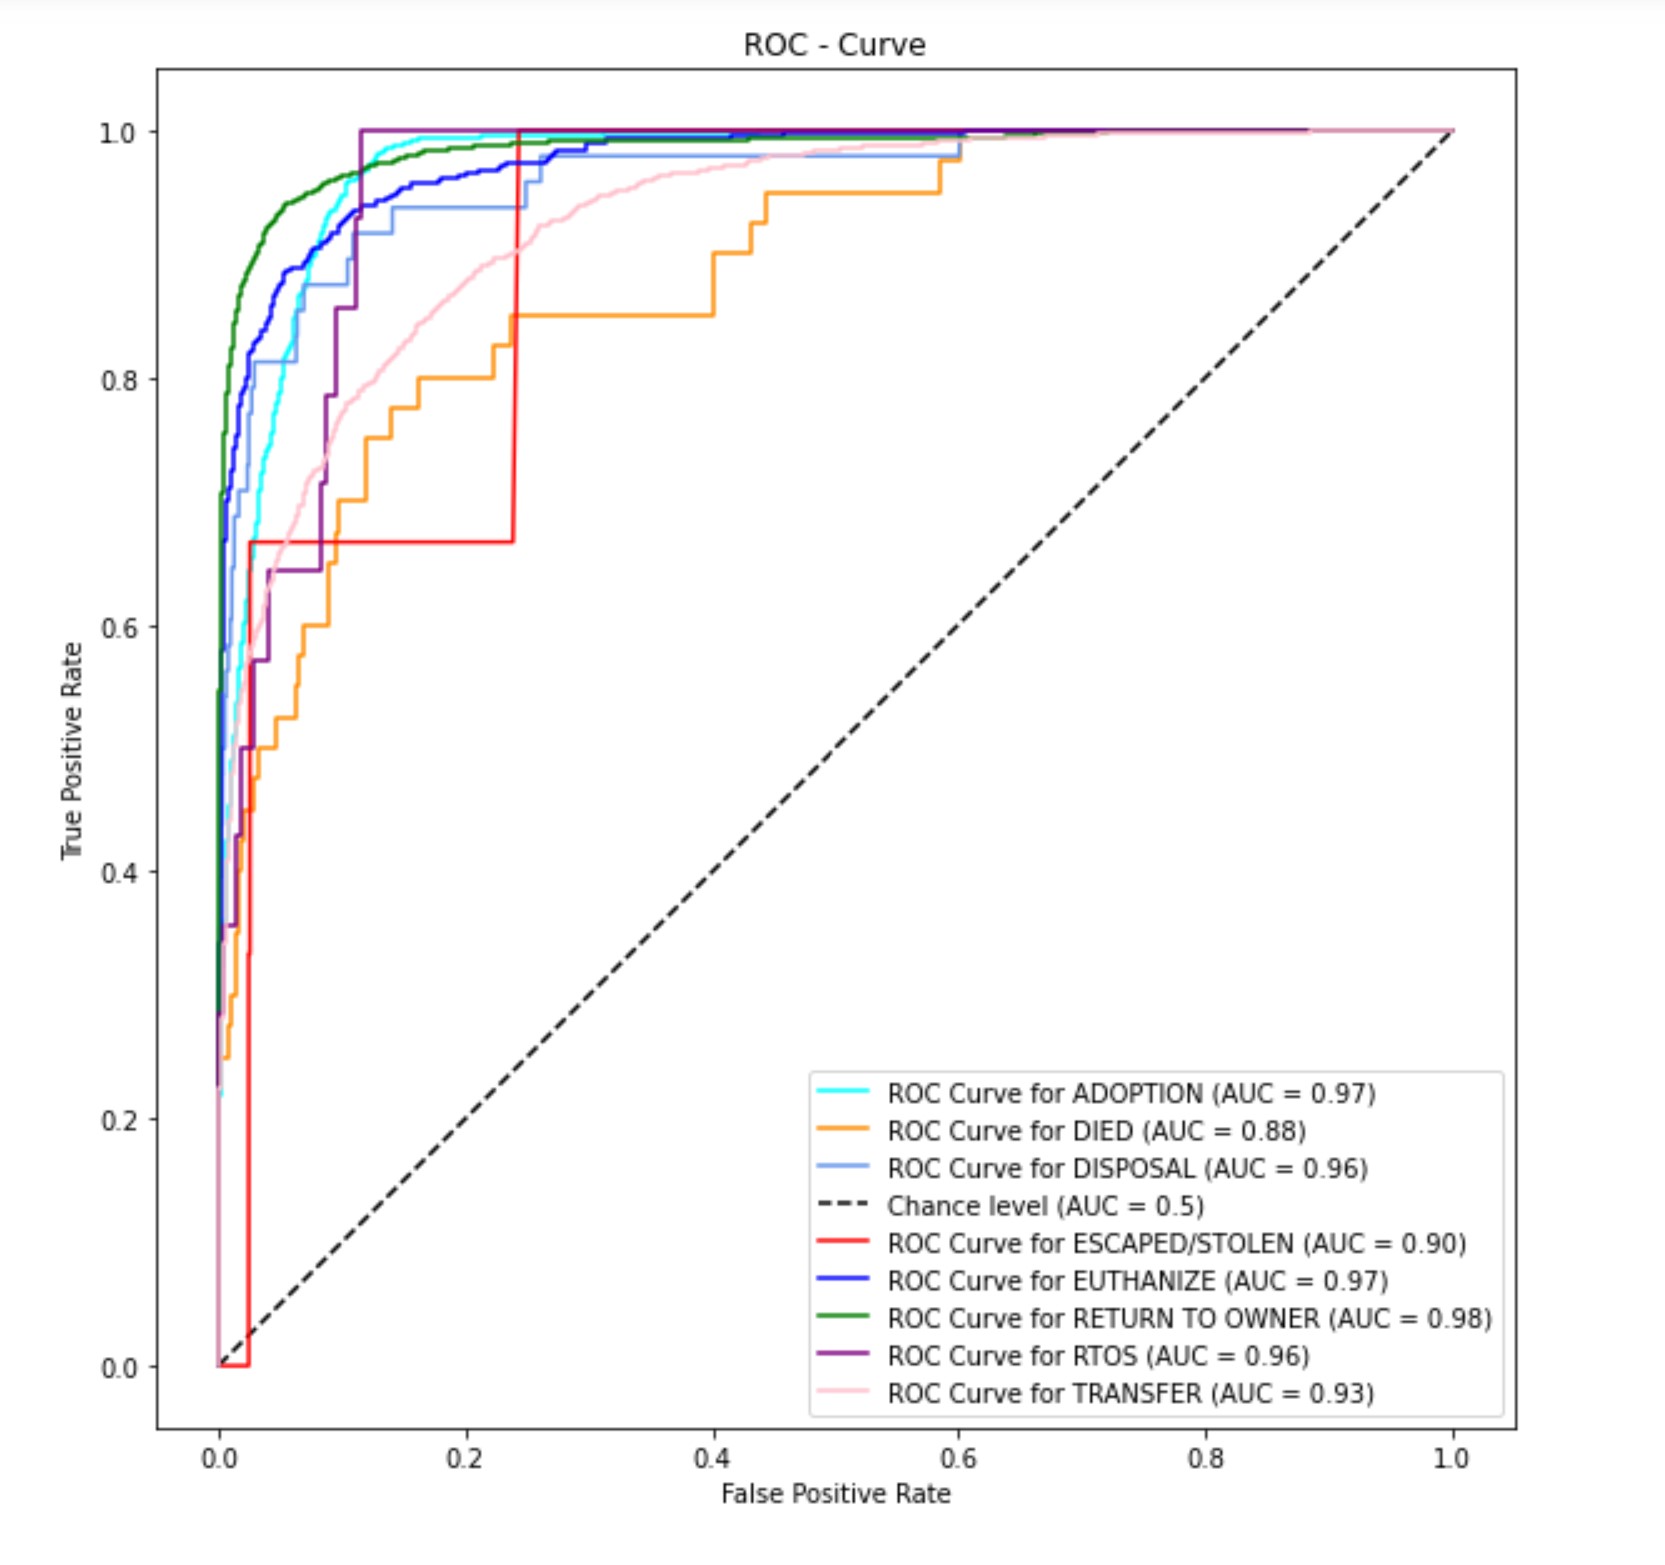 ROC - Curve
1.0
0.8
0.6
0.4
0.2
0.0
True Positive Rate
ROC Curve for ADOPTION (AUC = 0.97)
ROC Curve for DIED (AUC = 0.88)
ROC Curve for DISPOSAL (AUC = 0.96)
Chance level (AUC = 0.5)
ROC Curve for ESCAPED/STOLEN (AUC = 0.90)
ROC Curve for EUTHANIZE (AUC = 0.97)
ROC Curve for RETURN TO OWNER (AUC = 0.98)
ROC Curve for RTOS (AUC = 0.96)
ROC Curve for TRANSFER (AUC = 0.93)
0.0 0.2 0.4 0.6 0.8 1.0
False Positive Rate